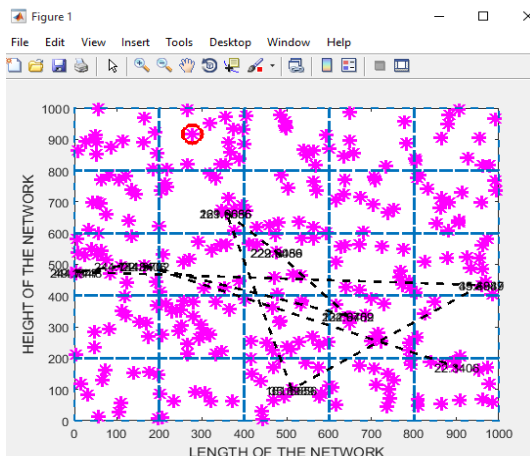 Figure 1
File Edit View Insert Tools Desktop Window Help
1000
900
800
700
600
500
400
300
200
100
0
HEIGHT OF THE NETWORK
22.3408
0 100 200 300 400 500 600 700 800 900 1000
LENGTH OF THE NETWORK